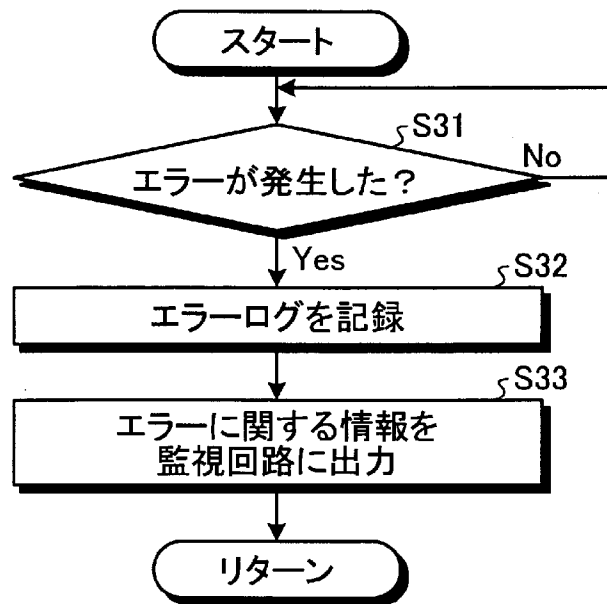 スタート
S31
エラーが発生した？
No
Yes
S32
エラーログを記録
S33
エラーに関する情報を
監視回路に出力
リターン